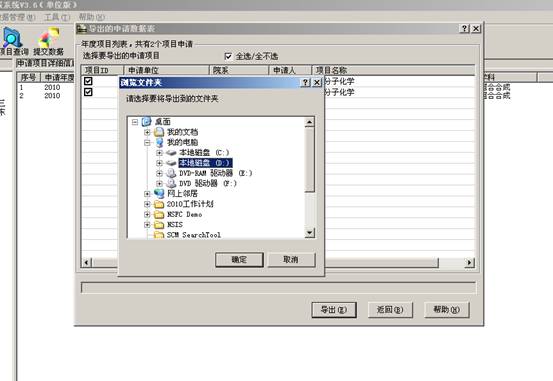 系统V3.6(单位版)
数据管理(M) 工具(T) 帮助(H)
项目查询 提交数据
申请项目详细信息
序号 申请年度
1 2010
2 2010
学科
导出的申请数据表
年度项目列表,共有2个项目申请
选择要导出的申请项目 全选/全不选
项目ID 申请单位 院系 申请人 项目名称
分子化学
浏览文件夹
请选择要将导出到的文件夹
桌面
我的文档
我的电脑
本地磁盘 (C:)
本地磁盘 (D:)
DVD-RAM 驱动器 (E:)
DVD 驱动器 (F:)
网上邻居
2010工作计划
NSFC Demo
NSIS
SCM SearchTool
确定 取消
导出(E) 返回(B) 帮助(H)